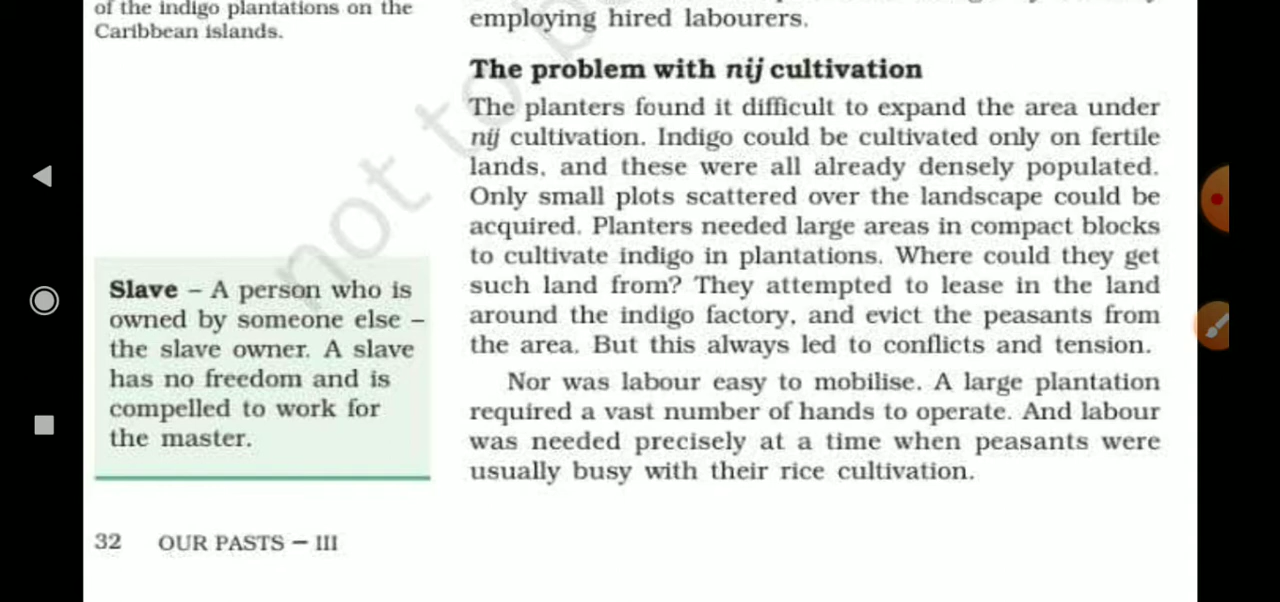 of the indigo plantations on the
Caribbean islands.
employing hired labourers.
The problem with nij cultivation
The planters found it difficult to expand the area under
nij cultivation. Indigo could be cultivated only on fertile
lands, and these were all already densely populated.
Only small plots scattered over the landscape could be
acquired. Planters needed large areas in compact blocks
to cultivate indigo in plantations. Where could they get
such land from? They attempted to lease in the land
around the indigo factory, and evict the peasants from
the area. But this always led to conflicts and tension.
Nor was labour easy to mobilise. A large plantation
required a vast number of hands to operate. And labour
was needed precisely at a time when peasants were
usually busy with their rice cultivation.
Slave – A person who is
owned by someone else –
the slave owner. A slave
has no freedom and is
compelled to work for
the master.
32 OUR PASTS – III
not to